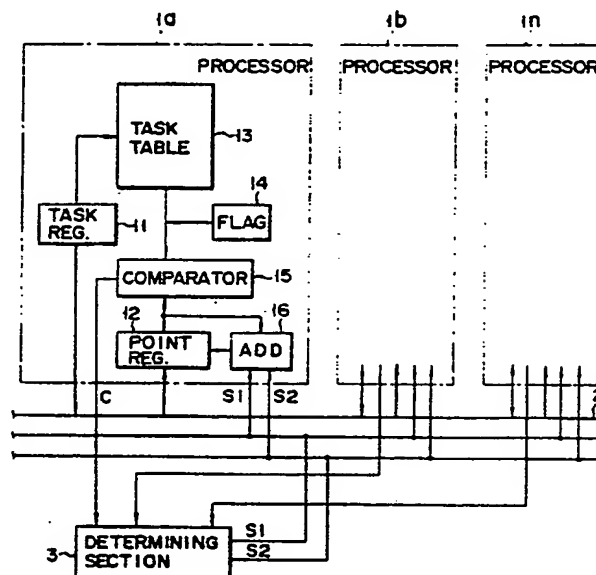 1a 1b 1n
PROCESSOR PROCESSOR PROCESSOR
TASK
TABLE
13
14
TASK
REG.
11
FLAG
COMPARATOR
15
12
16
POINT
REG.
ADD
C S1 S2
2
S1
S2
3
DETERMINING
SECTION